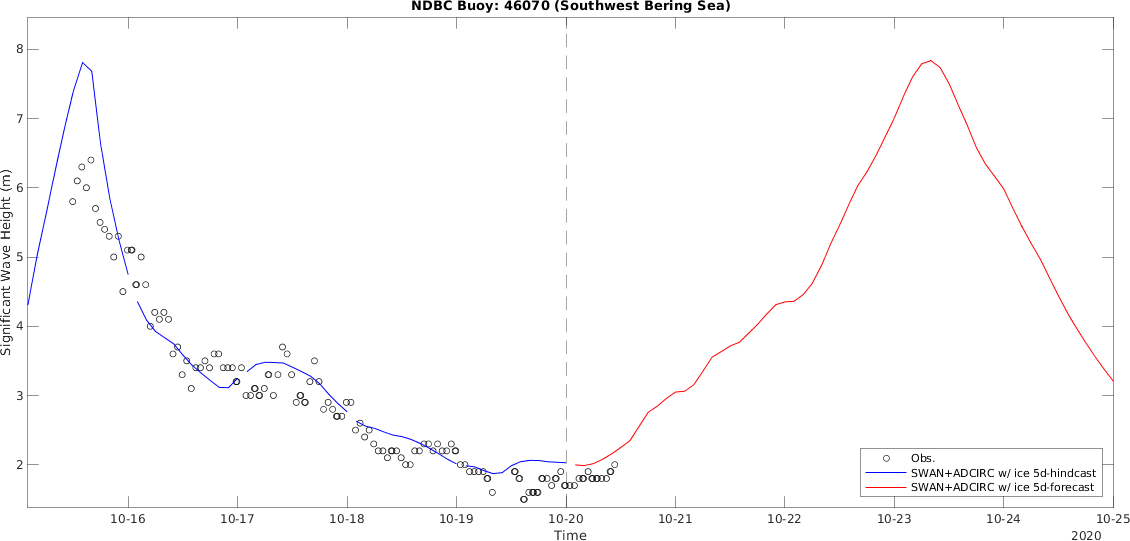 NDBC Buoy: 46070 (Southwest Bering Sea)
Significant Wave Height (m)
8
7
6
5
4
3
2
Obs.
SWAN+ADCIRC w/ ice 5d-hindcast
SWAN+ADCIRC w/ ice 5d-forecast
10-16 10-17 10-18 10-19 10-20 10-21 10-22 10-23 10-24 10-25
Time
2020